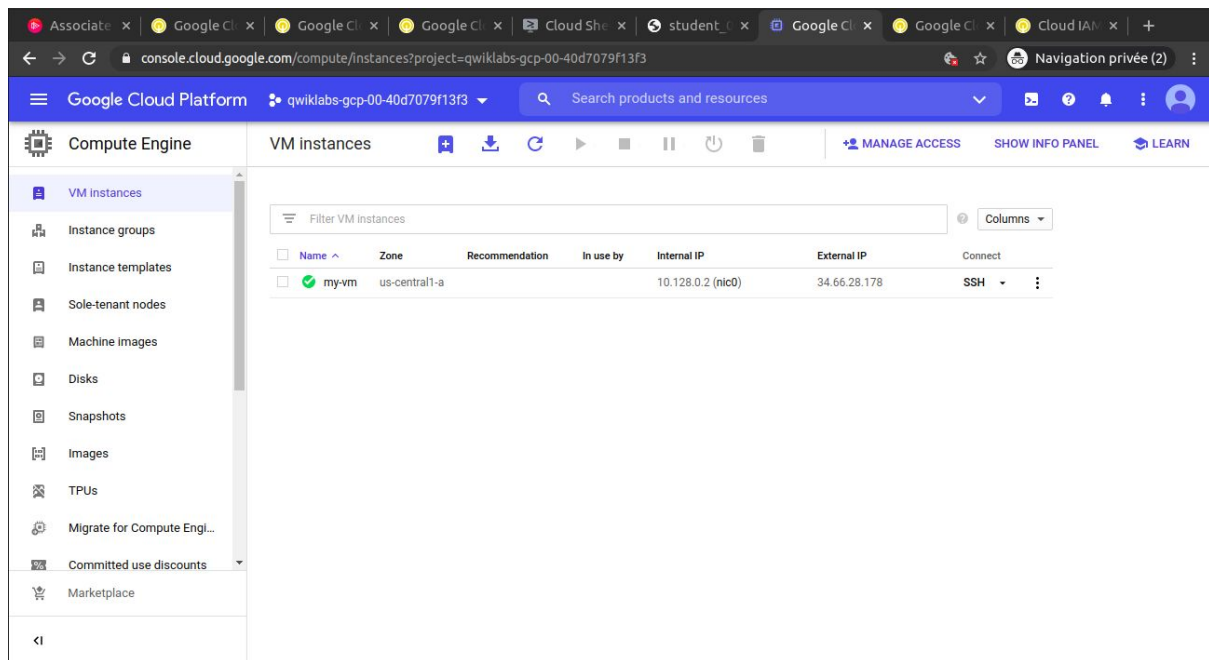 Associate Google Cl Google Cl Google Cl Cloud She student_ Google Cl Google Cl Cloud IAM
console.cloud.google.com/compute/instances?project=qwiklabs-gcp-00-40d7079f13f3 Navigation privée (2)
Google Cloud Platform qwiklabs-gcp-00-40d7079f13f3 Search products and resources
Compute Engine VM instances MANAGE ACCESS SHOW INFO PANEL LEARN
VM instances
Instance groups
Instance templates
Sole-tenant nodes
Machine images
Disks
Snapshots
Images
TPUs
Migrate for Compute Engi...
Committed use discounts
Marketplace
Filter VM instances Columns
Name Zone Recommendation In use by Internal IP External IP Connect
my-vm us-central1-a 10.128.0.2 (nic0) 34.66.28.178 SSH